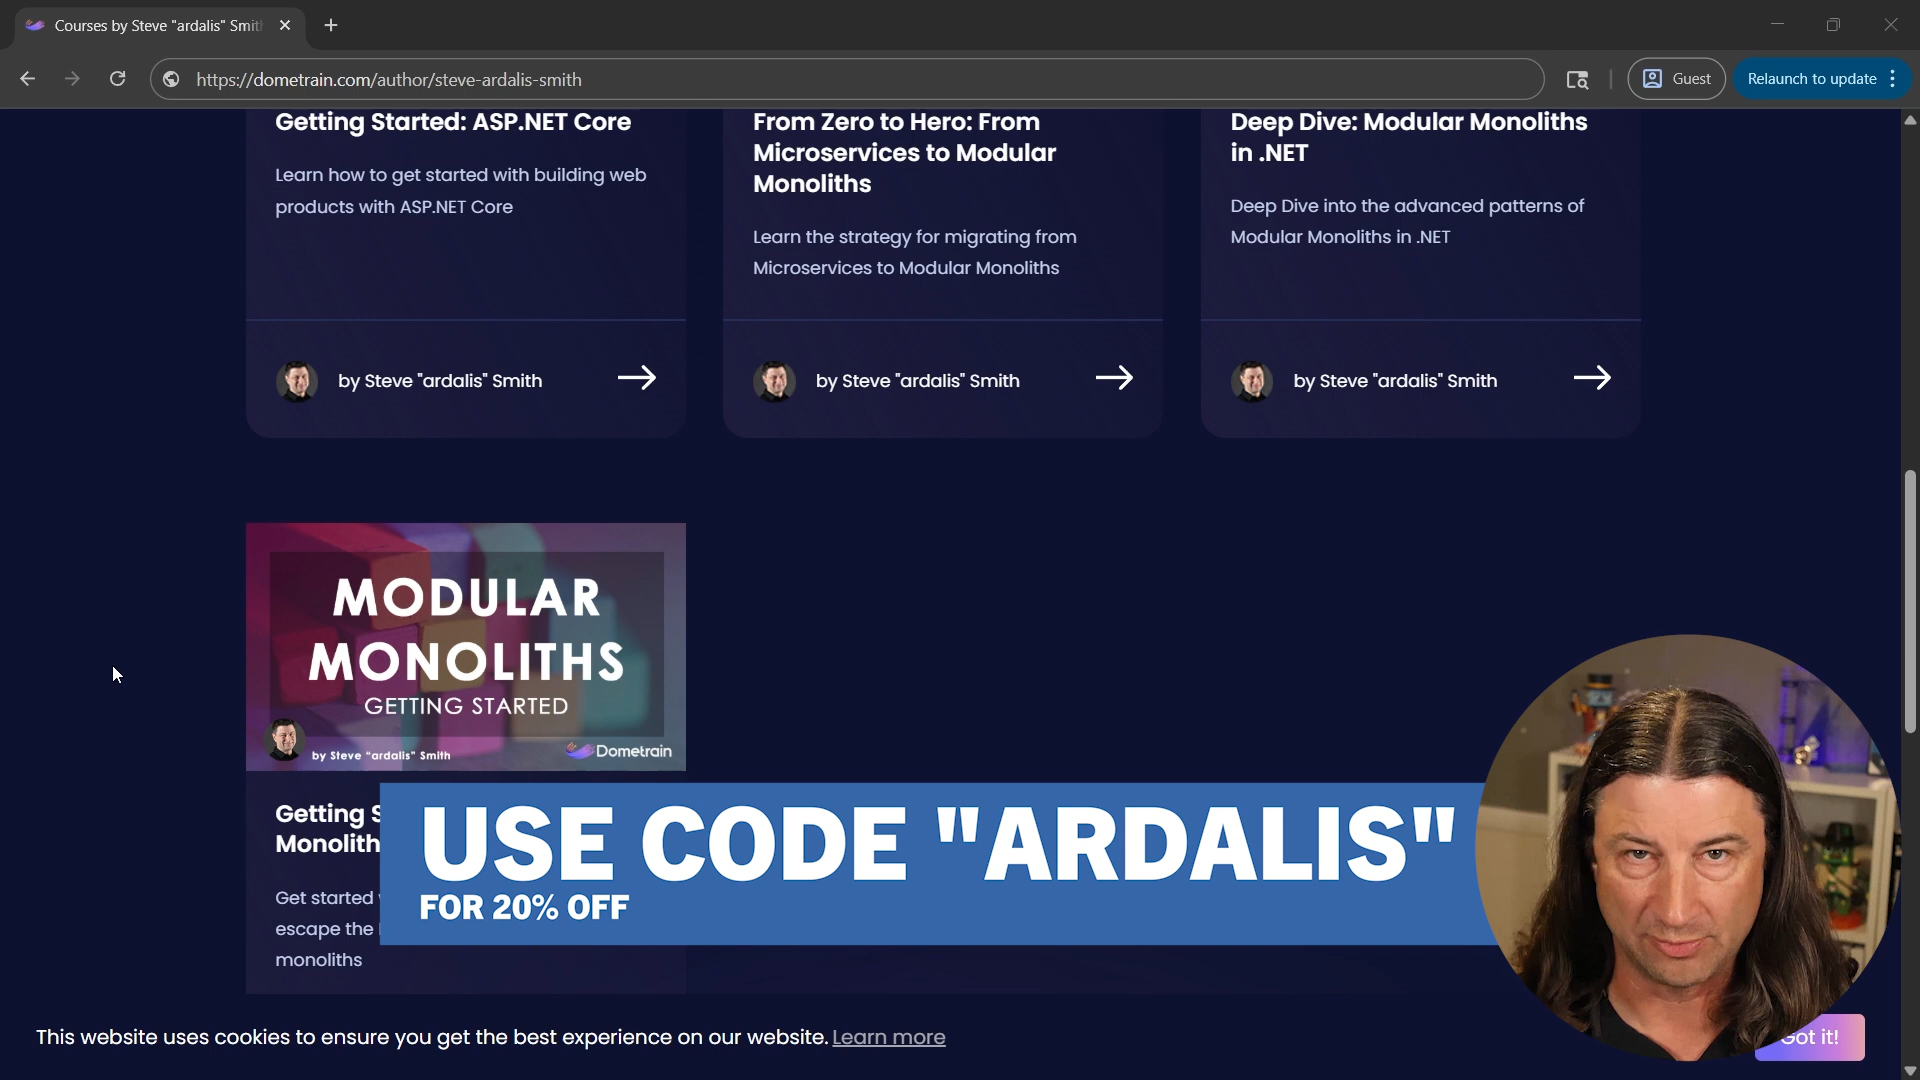 Courses by Steve "ardalis" Smit
https://dometrain.com/author/steve-ardalis-smith
Guest
Relaunch to update
Getting Started: ASP.NET Core
Learn how to get started with building web
products with ASP.NET Core
by Steve "ardalis" Smith
From Zero to Hero: From
Microservices to Modular
Monoliths
Learn the strategy for migrating from
Microservices to Modular Monoliths
by Steve "ardalis" Smith
Deep Dive: Modular Monoliths
in .NET
Deep Dive into the advanced patterns of
Modular Monoliths in .NET
by Steve "ardalis" Smith
MODULAR
MONOLITHS
GETTING STARTED
by Steve "ardalis" Smith
Dometrain
Getting
Monolith
Get started
escape the
monoliths
USE CODE "ARDALIS"
FOR 20% OFF
This website uses cookies to ensure you get the best experience on our website. Learn more
Got it!